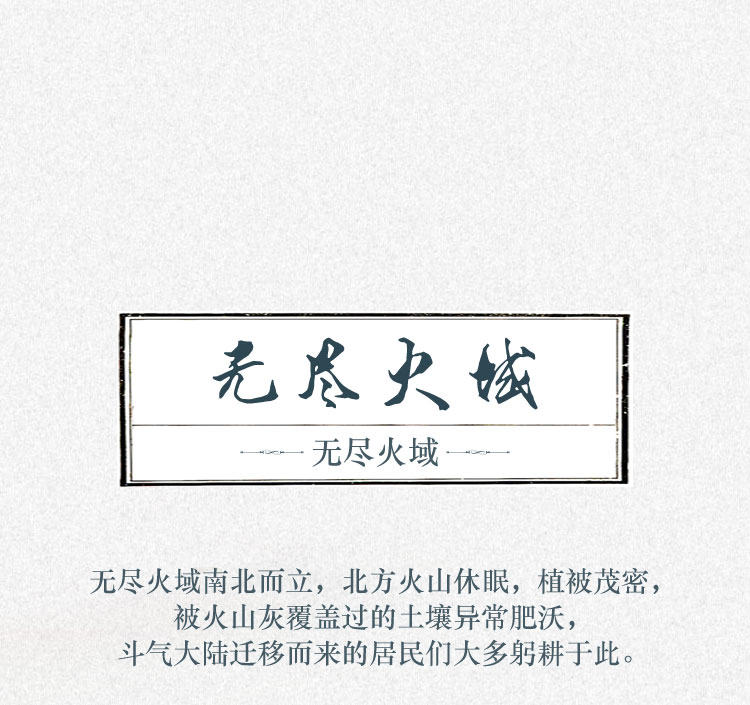 无尽火域
无尽火域
无尽火域南北而立，北方火山休眠，植被茂密，
被火山灰覆盖过的土壤异常肥沃，
斗气大陆迁移而来的居民们大多躬耕于此。